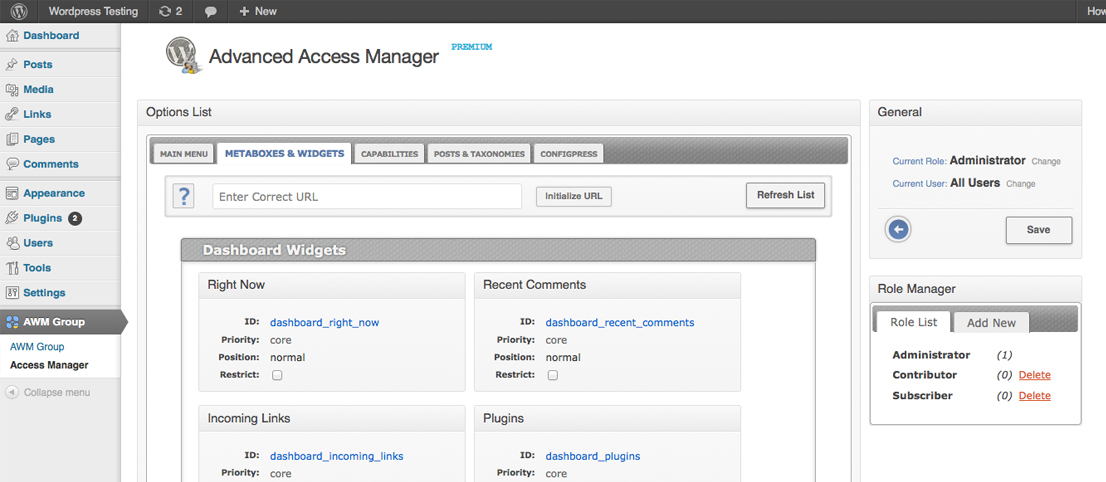 Wordpress Testing 2 + New How
Dashboard
Posts
Media
Links
Pages
Comments
Appearance
Plugins 2
Users
Tools
Settings
AWM Group
AWM Group
Access Manager
Collapse menu
Advanced Access Manager PREMIUM
Options List
MAIN MENU METABOXES & WIDGETS CAPABILITIES POSTS & TAXONOMIES CONFIGPRESS
? Enter Correct URL Initialize URL Refresh List
Dashboard Widgets
Right Now
ID: dashboard_right_now
Priority: core
Position: normal
Restrict:
Recent Comments
ID: dashboard_recent_comments
Priority: core
Position: normal
Restrict:
Incoming Links
ID: dashboard_incoming_links
Priority: core
Plugins
ID: dashboard_plugins
Priority: core
General
Current Role: Administrator Change
Current User: All Users Change
Save
Role Manager
Role List Add New
Administrator (1)
Contributor (0) Delete
Subscriber (0) Delete